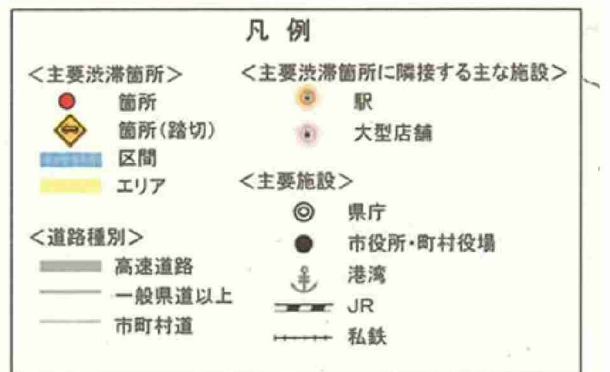 凡 例
＜主要渋滞箇所＞
箇所
箇所(踏切)
区間
エリア
＜道路種別＞
高速道路
一般県道以上
市町村道
＜主要渋滞箇所に隣接する主な施設＞
駅
大型店舗
＜主要施設＞
県庁
市役所・町村役場
港湾
JR
私鉄